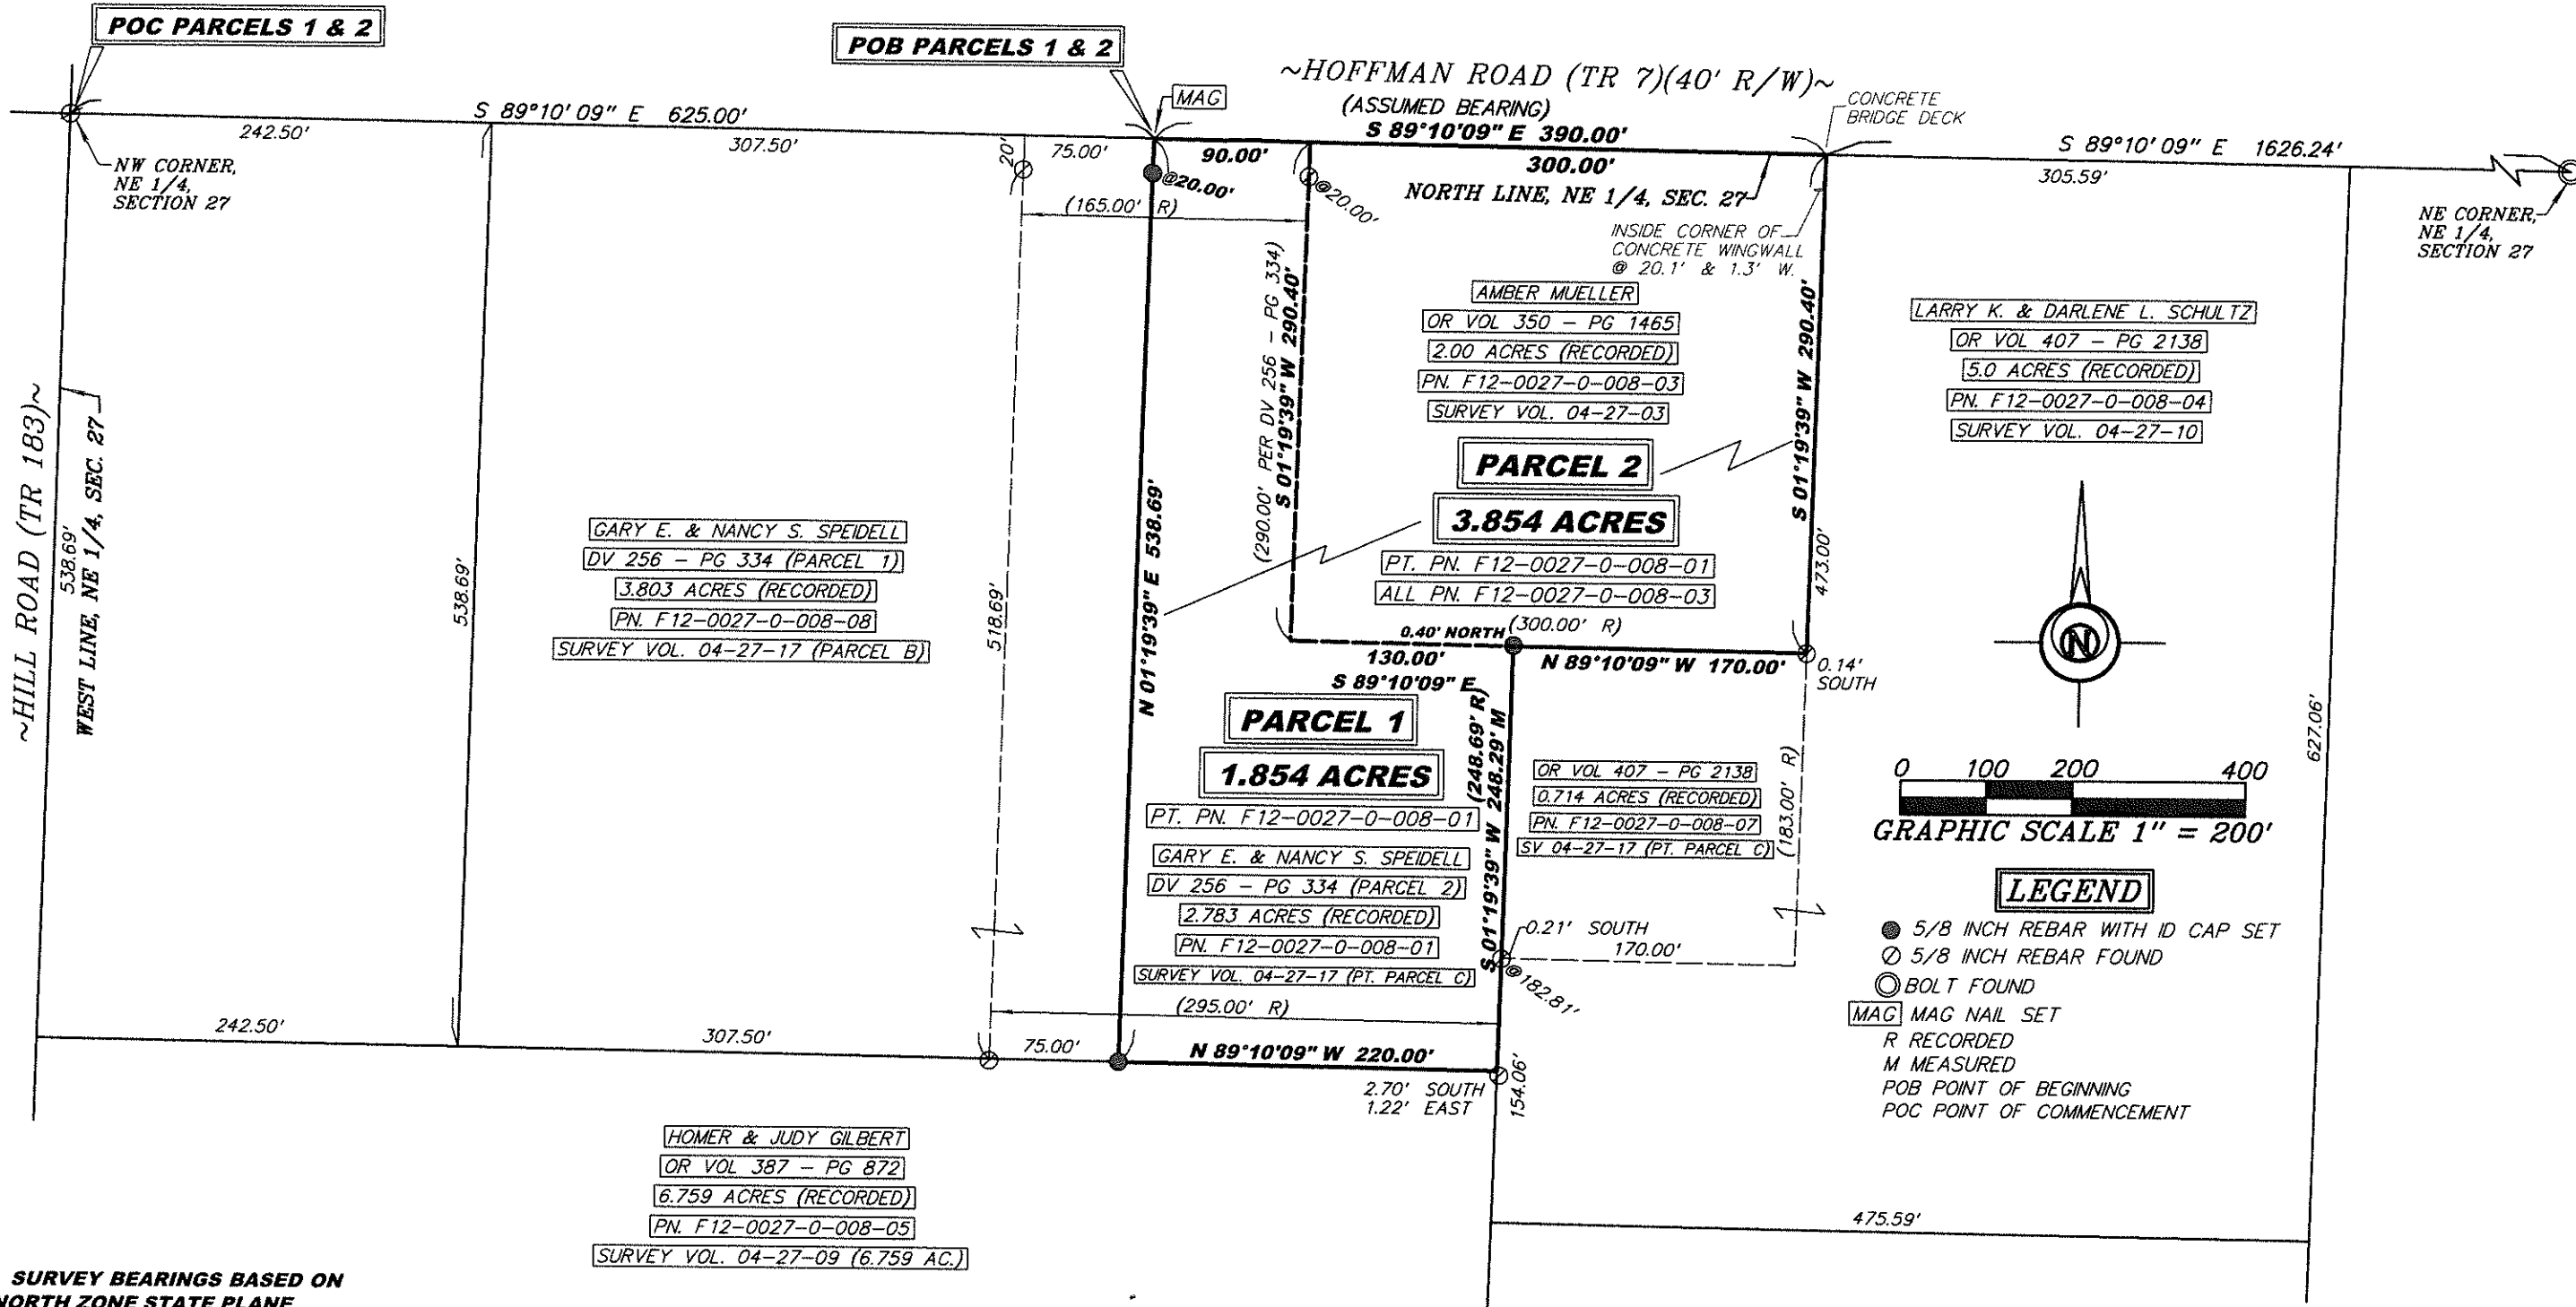 POC PARCELS 1 & 2
POB PARCELS 1 & 2
~HOFFMAN ROAD (TR 7)(40' R/W)~
(ASSUMED BEARING)
MAG
S 89°10'09" E 390.00'
CONCRETE
BRIDGE DECK
S 89°10'09" E 625.00'
242.50'
307.50'
20'
75.00'
90.00'
300.00'
S 89°10'09" E 1626.24'
305.59'
NW CORNER,
NE 1/4,
SECTION 27
@20.00'
@20.00'
NORTH LINE, NE 1/4, SEC. 27
NE CORNER,
NE 1/4,
SECTION 27
(165.00' R)
INSIDE CORNER OF
CONCRETE WINGWALL
@ 20.1' & 1.3' W.
~HILL ROAD (TR 183)~
538.69'
WEST LINE, NE 1/4, SEC. 27
538.69'
GARY E. & NANCY S. SPEIDELL
DV 256 - PG 334 (PARCEL 1)
3.803 ACRES (RECORDED)
PN. F12-0027-0-008-08
SURVEY VOL. 04-27-17 (PARCEL B)
518.69'
N 01°19'39" E 538.69'
(290.00' PER DV 256 - PG 334)
S 01°19'39" W 290.40'
AMBER MUELLER
OR VOL 350 - PG 1465
2.00 ACRES (RECORDED)
PN. F12-0027-0-008-03
SURVEY VOL. 04-27-03
PARCEL 2
3.854 ACRES
PT. PN. F12-0027-0-008-01
ALL PN. F12-0027-0-008-03
S 01°19'39" W 290.40'
473.00'
LARRY K. & DARLENE L. SCHULTZ
OR VOL 407 - PG 2138
5.0 ACRES (RECORDED)
PN. F12-0027-0-008-04
SURVEY VOL. 04-27-10
N
0.40' NORTH
(300.00' R)
130.00'
S 89°10'09" E
N 89°10'09" W 170.00'
0.14'
SOUTH
PARCEL 1
1.854 ACRES
PT. PN. F12-0027-0-008-01
GARY E. & NANCY S. SPEIDELL
DV 256 - PG 334 (PARCEL 2)
2.783 ACRES (RECORDED)
PN. F12-0027-0-008-01
SURVEY VOL. 04-27-17 (PT. PARCEL C)
(248.69' R)
S 01°19'39" W 248.29' M
OR VOL 407 - PG 2138
0.714 ACRES (RECORDED)
PN. F12-0027-0-008-07
SV 04-27-17 (PT. PARCEL C)
(183.00' R)
0.21' SOUTH
170.00'
@182.81'
627.06'
0 100 200 400
GRAPHIC SCALE 1" = 200'
LEGEND
5/8 INCH REBAR WITH ID CAP SET
5/8 INCH REBAR FOUND
BOLT FOUND
MAG MAG NAIL SET
R RECORDED
M MEASURED
POB POINT OF BEGINNING
POC POINT OF COMMENCEMENT
(295.00' R)
242.50'
307.50'
75.00'
N 89°10'09" W 220.00'
2.70' SOUTH
1.22' EAST
154.06'
HOMER & JUDY GILBERT
OR VOL 387 - PG 872
6.759 ACRES (RECORDED)
PN. F12-0027-0-008-05
SURVEY VOL. 04-27-09 (6.759 AC.)
475.59'
SURVEY BEARINGS BASED ON
NORTH ZONE STATE PLANE